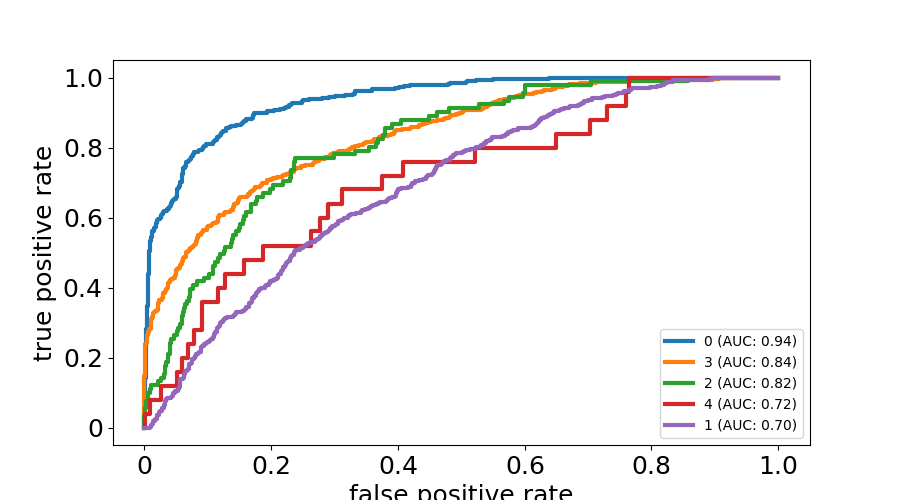 true positive rate
1.0
0.8
0.6
0.4
0.2
0
0 (AUC: 0.94)
3 (AUC: 0.84)
2 (AUC: 0.82)
4 (AUC: 0.72)
1 (AUC: 0.70)
0 0.2 0.4 0.6 0.8 1.0
false positive rate